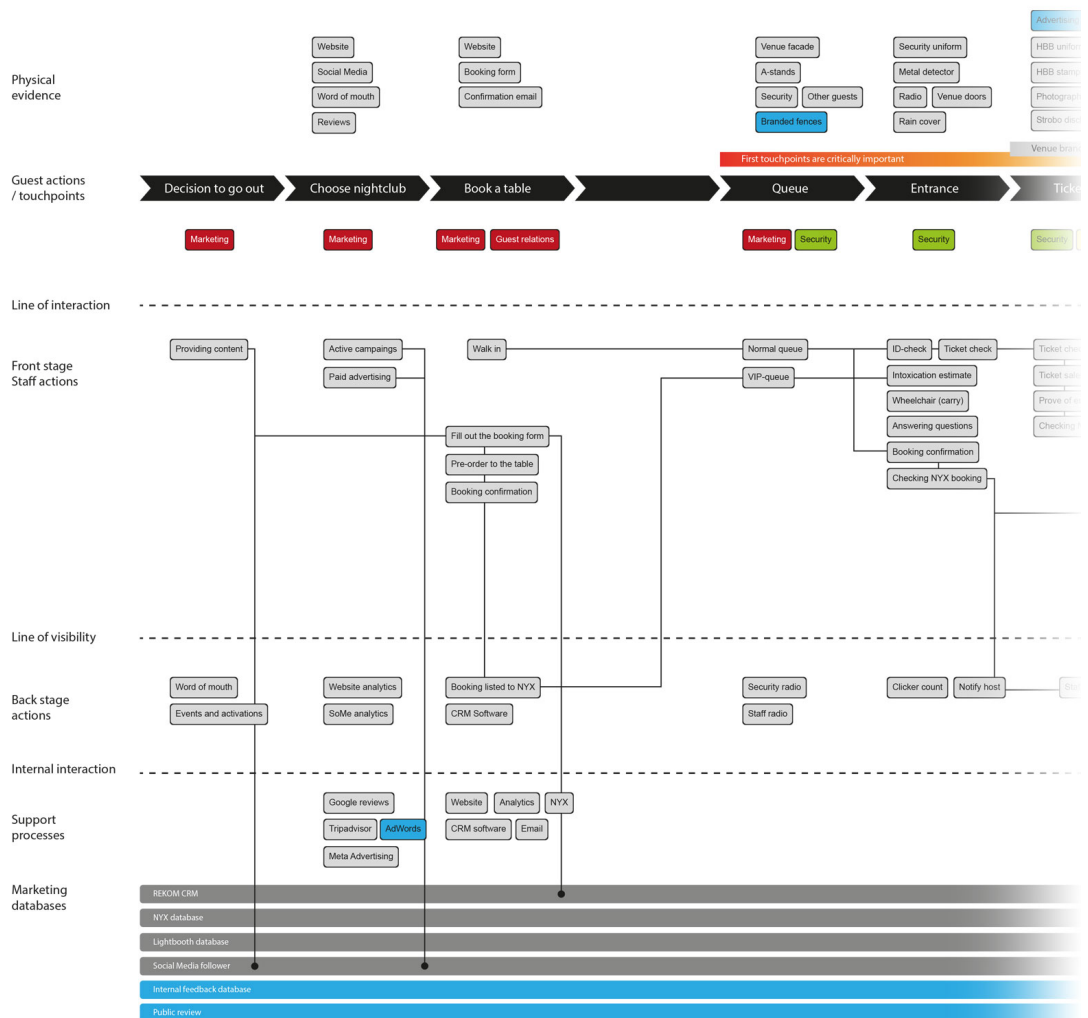 Advertising
Website
Website
Venue facade
Security uniform
HBB uniform
Physical
evidence
Social Media
Booking form
A-stands
Metal detector
HBB stamp
Word of mouth
Confirmation email
Security
Other guests
Radio
Venue doors
Reviews
Branded fences
Rain cover
First touchpoints are critically important
Guest actions
/ touchpoints
Decision to go out
Choose nightclub
Book a table
Queue
Entrance
Marketing
Marketing
Marketing
Guest relations
Marketing
Security
Security
Security
Line of interaction
Front stage
Staff actions
Providing content
Active campaings
Walk in
Normal queue
ID-check
Ticket check
Paid advertising
VIP-queue
Intoxication estimate
Wheelchair (carry)
Fill out the booking form
Answering questions
Pre-order to the table
Booking confirmation
Booking confirmation
Checking NYX booking
Line of visibility
Back stage
actions
Word of mouth
Website analytics
Booking listed to NYX
Security radio
Clicker count
Notify host
Events and activations
SoMe analytics
CRM Software
Staff radio
Internal interaction
Support
processes
Google reviews
Website
Analytics
NYX
Tripadvisor
AdWords
CRM software
Email
Meta Advertising
Marketing
databases
REKOM CRM
NYX database
Lightbooth database
Social Media follower
Internal feedback database
Public review